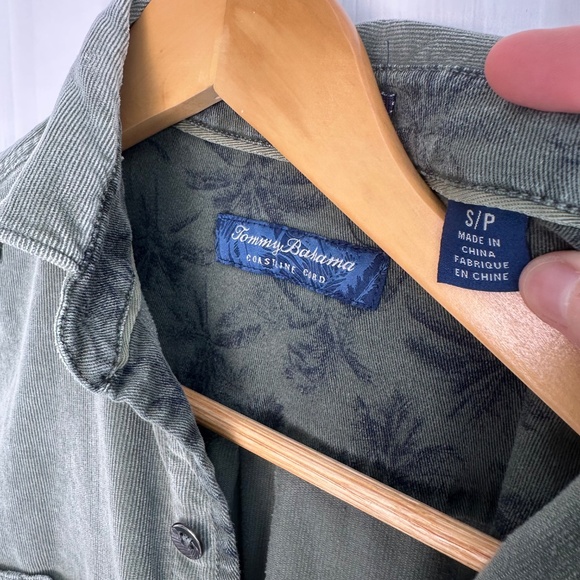 Tommy Bahama
COASTLINE CORD
S/P
MADE IN
CHINA
FABRIQUE
EN CHINE